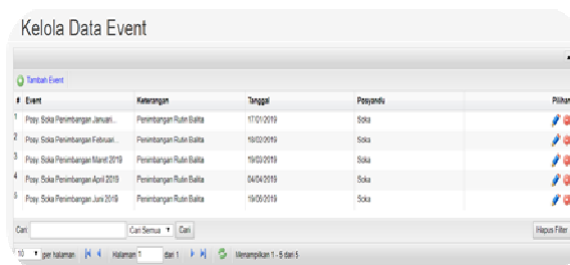 Kelola Data Event
Tambah Event
# Event Keterangan Tanggal Posyandu Pilihan
1 Posy. Soka Penimbangan Januari... Penimbangan Rutin Balita 17/01/2019 Soka
2 Posy. Soka Penimbangan Februari... Penimbangan Rutin Balita 18/02/2019 Soka
3 Posy. Soka Penimbangan Maret 2019 Penimbangan Rutin Balita 19/03/2019 Soka
4 Posy. Soka Penimbangan April 2019 Penimbangan Rutin Balita 04/04/2019 Soka
5 Posy. Soka Penimbangan Juni 2019 Penimbangan Rutin Balita 19/06/2019 Soka
Cari: Cari Semua Cari Hapus Filter
10 per halaman Halaman 1 dari 1 Menampilkan 1 - 5 dari 5